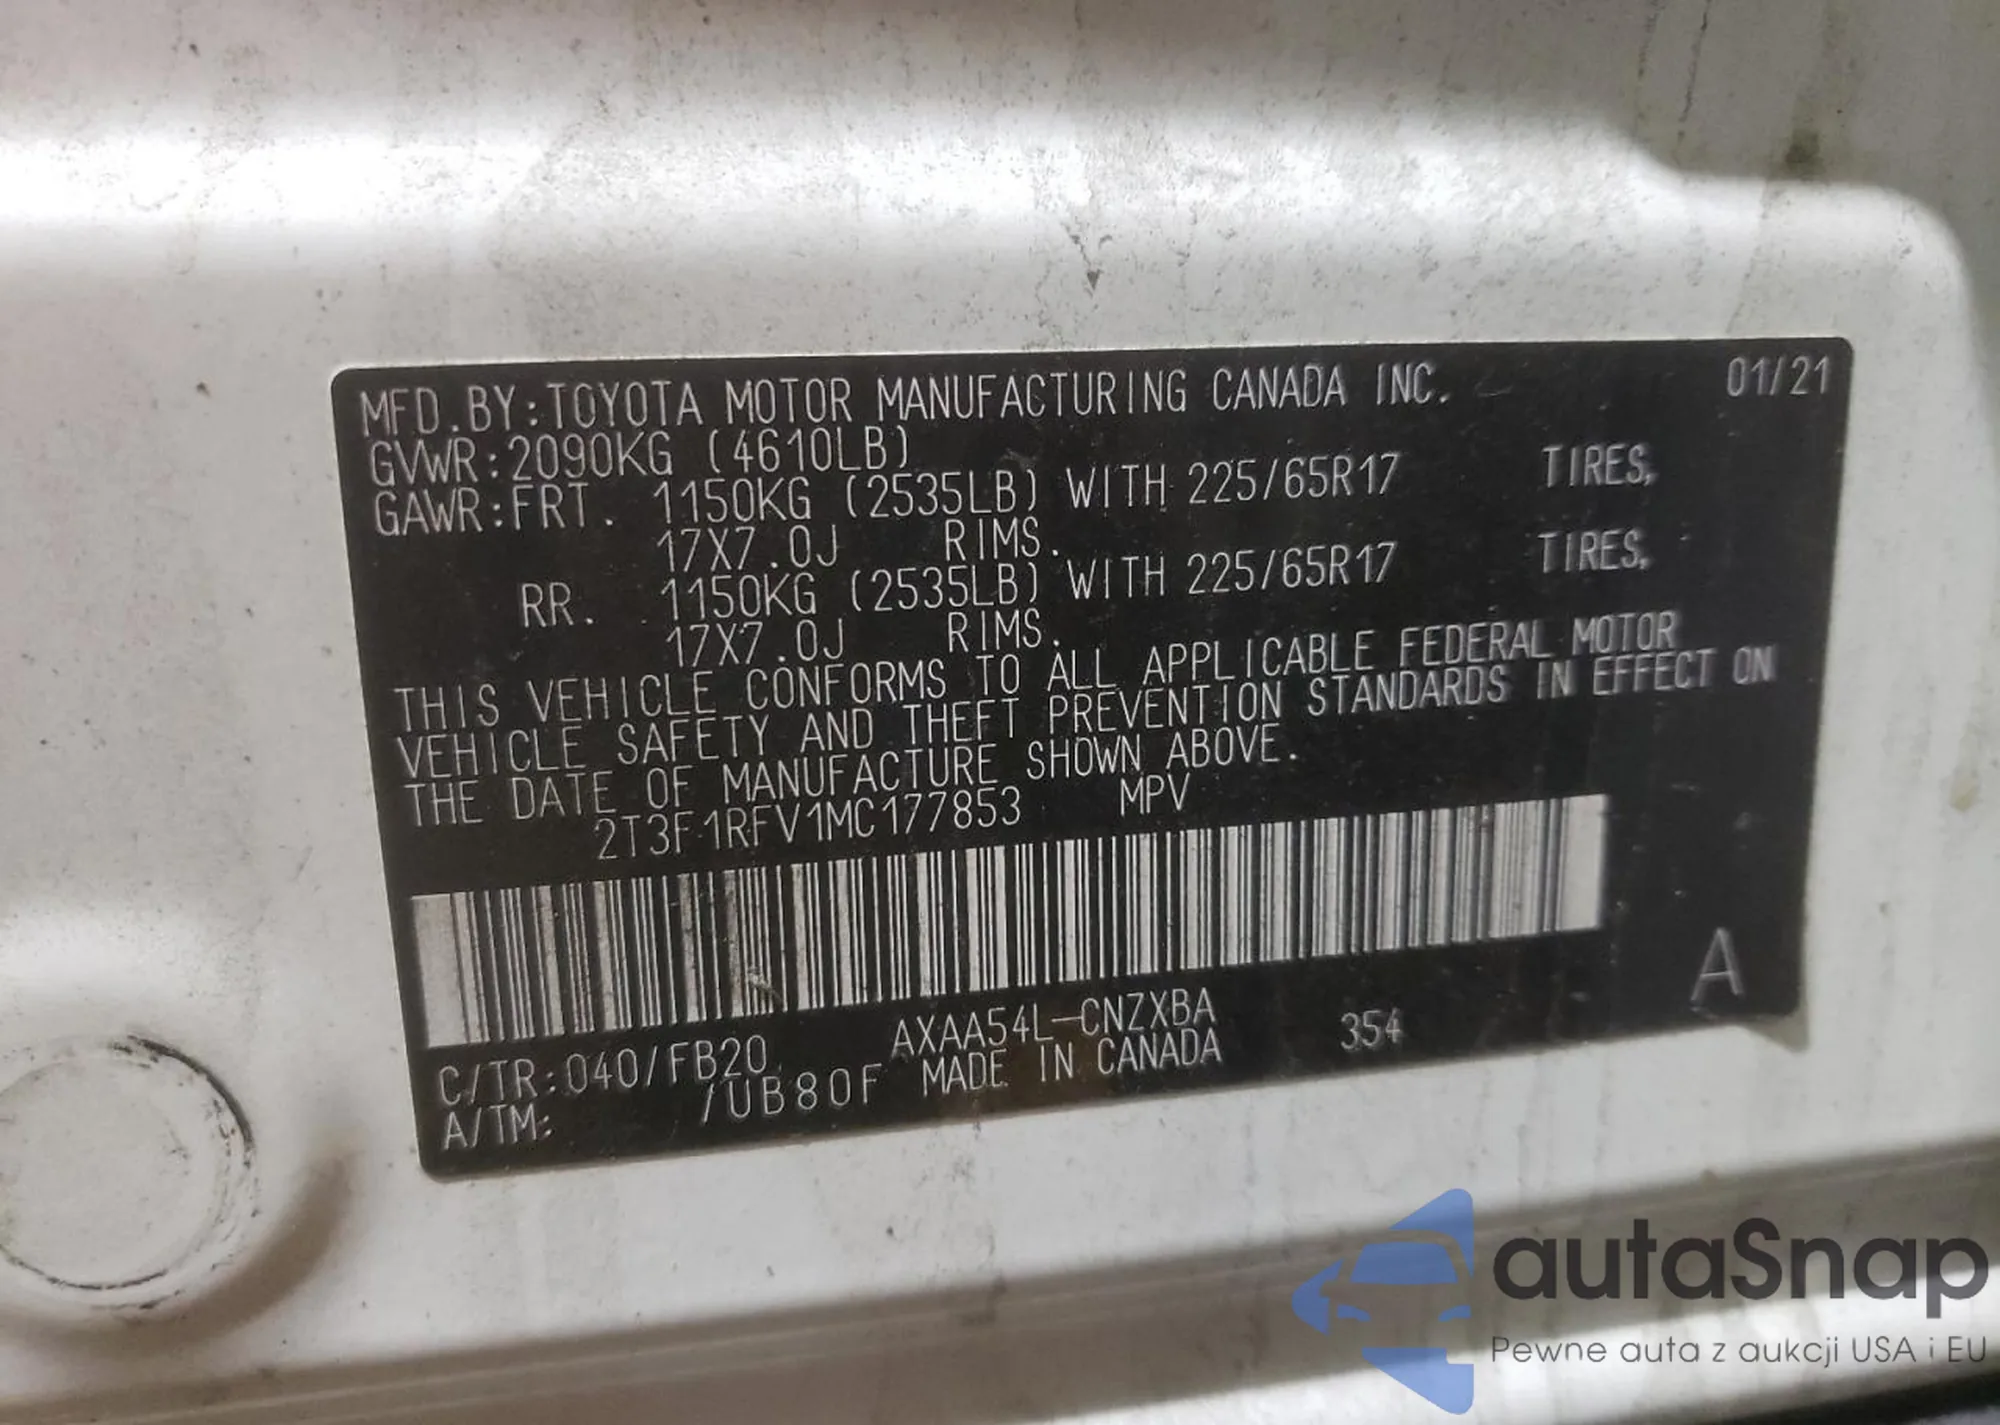 MFD.BY:TOYOTA MOTOR MANUFACTURING CANADA INC. 01/21
GVWR:2090KG (4610LB)
GAWR:FRT. 1150KG (2535LB) WITH 225/65R17 TIRES,
17X7.0J RIMS.
RR. 1150KG (2535LB) WITH 225/65R17 TIRES,
17X7.0J RIMS.
THIS VEHICLE CONFORMS TO ALL APPLICABLE FEDERAL MOTOR
VEHICLE SAFETY AND THEFT PREVENTION STANDARDS IN EFFECT ON
THE DATE OF MANUFACTURE SHOWN ABOVE.
2T3F1RFV1MC177853 MPV
A
C/TR:040/FB20 AXAA54L-CNZXBA 354
A/TM: /UB80F MADE IN CANADA
autaSnap
Pewne auta z aukcji USA i EU